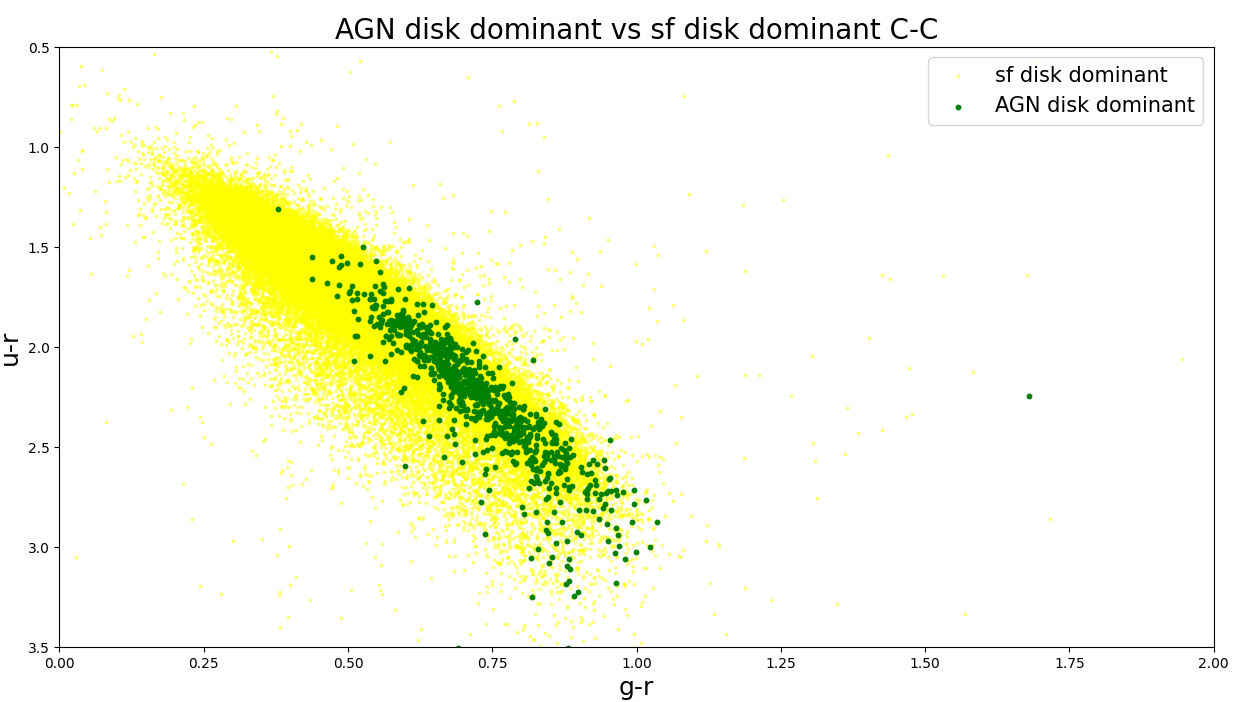 AGN disk dominant vs sf disk dominant C-C
sf disk dominant
AGN disk dominant
u-r
0.5
1.0
1.5
2.0
2.5
3.0
3.5
0.00 0.25 0.50 0.75 1.00 1.25 1.50 1.75 2.00
g-r